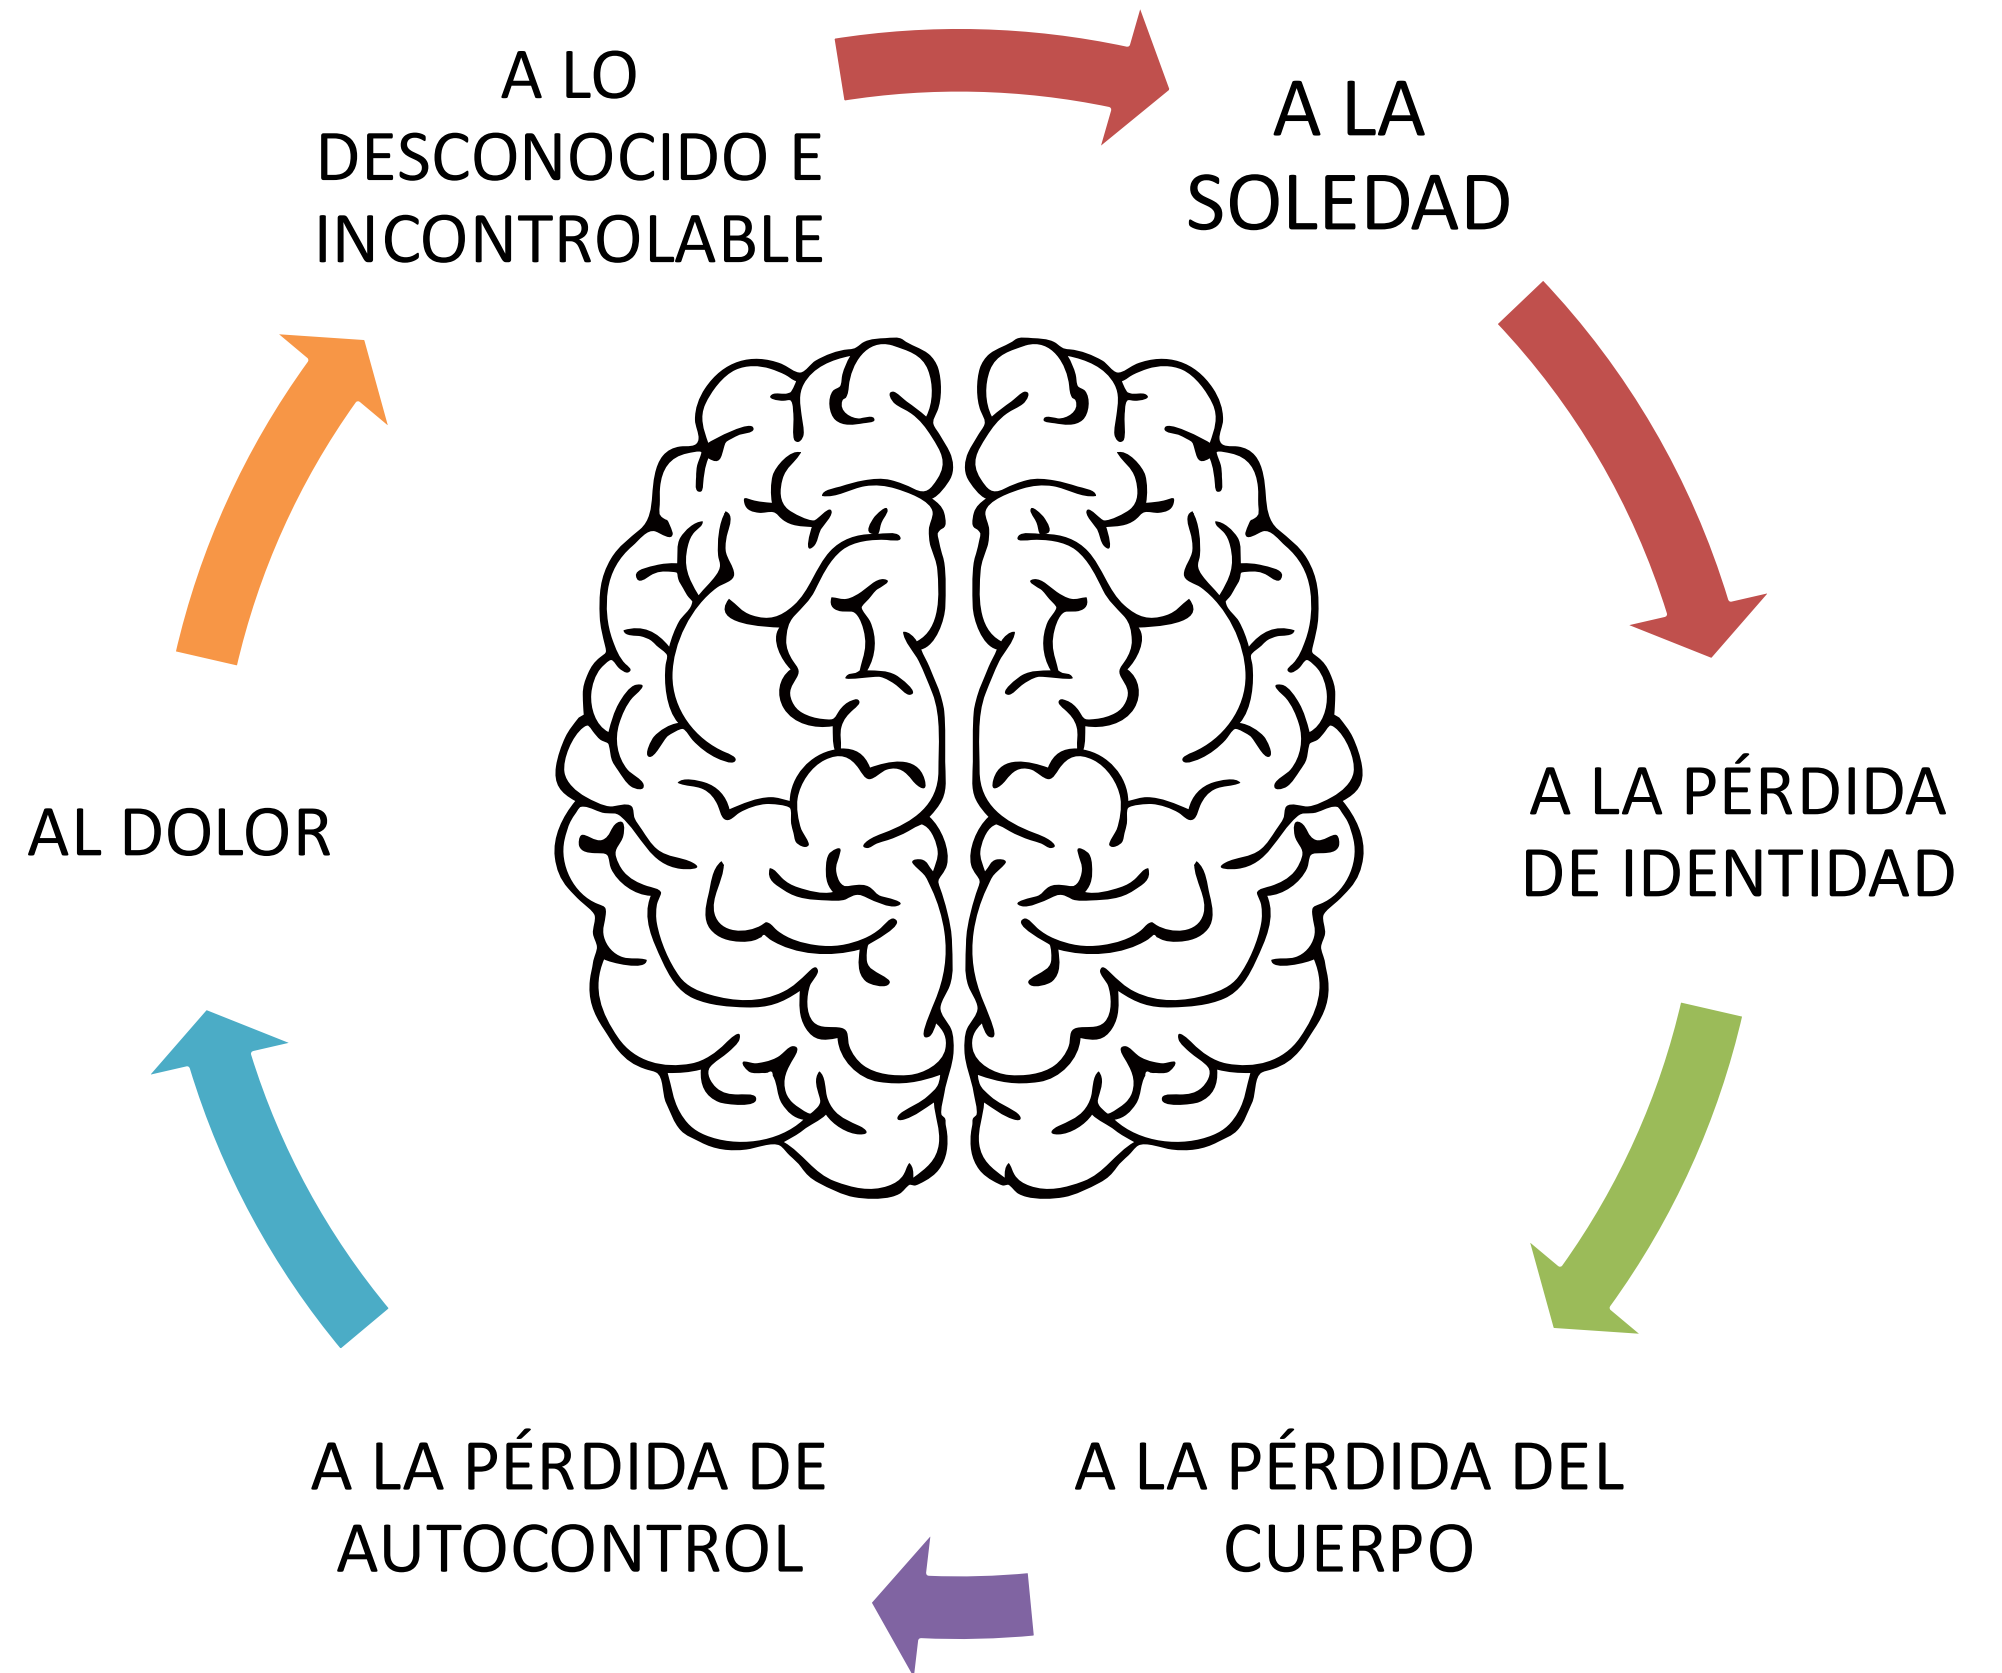 A LO
DESCONOCIDO E
INCONTROLABLE
A LA
SOLEDAD
A LA PÉRDIDA
DE IDENTIDAD
A LA PÉRDIDA DEL
CUERPO
A LA PÉRDIDA DE
AUTOCONTROL
AL DOLOR